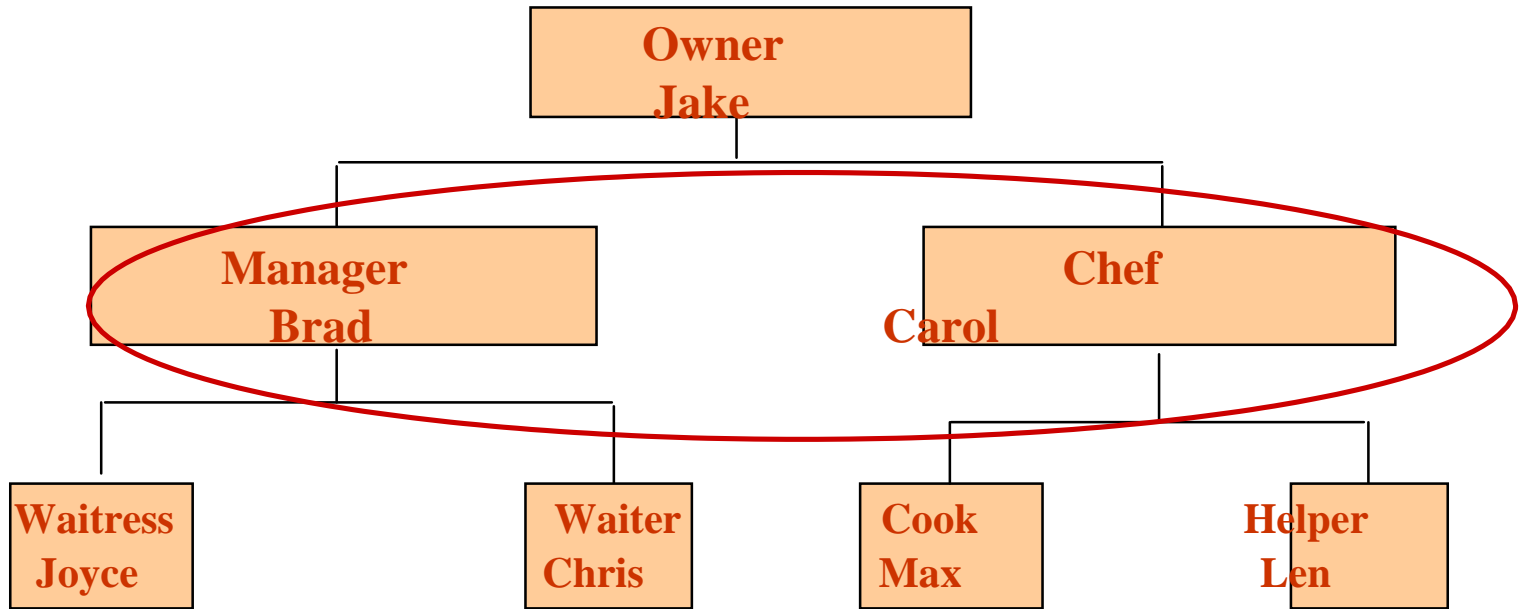 Owner
Jake
Manager
Brad
Chef
Carol
Waitress
Joyce
Waiter
Chris
Cook
Max
Helper
Len